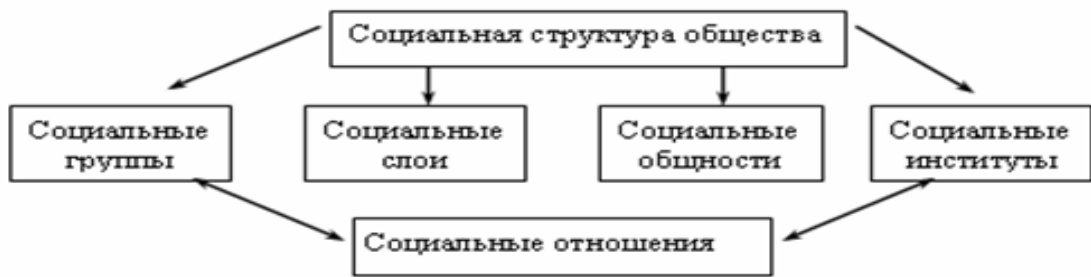 Социальная структура общества
Социальные
группы
Социальные
слои
Социальные
общности
Социальные
институты
Социальные отношения